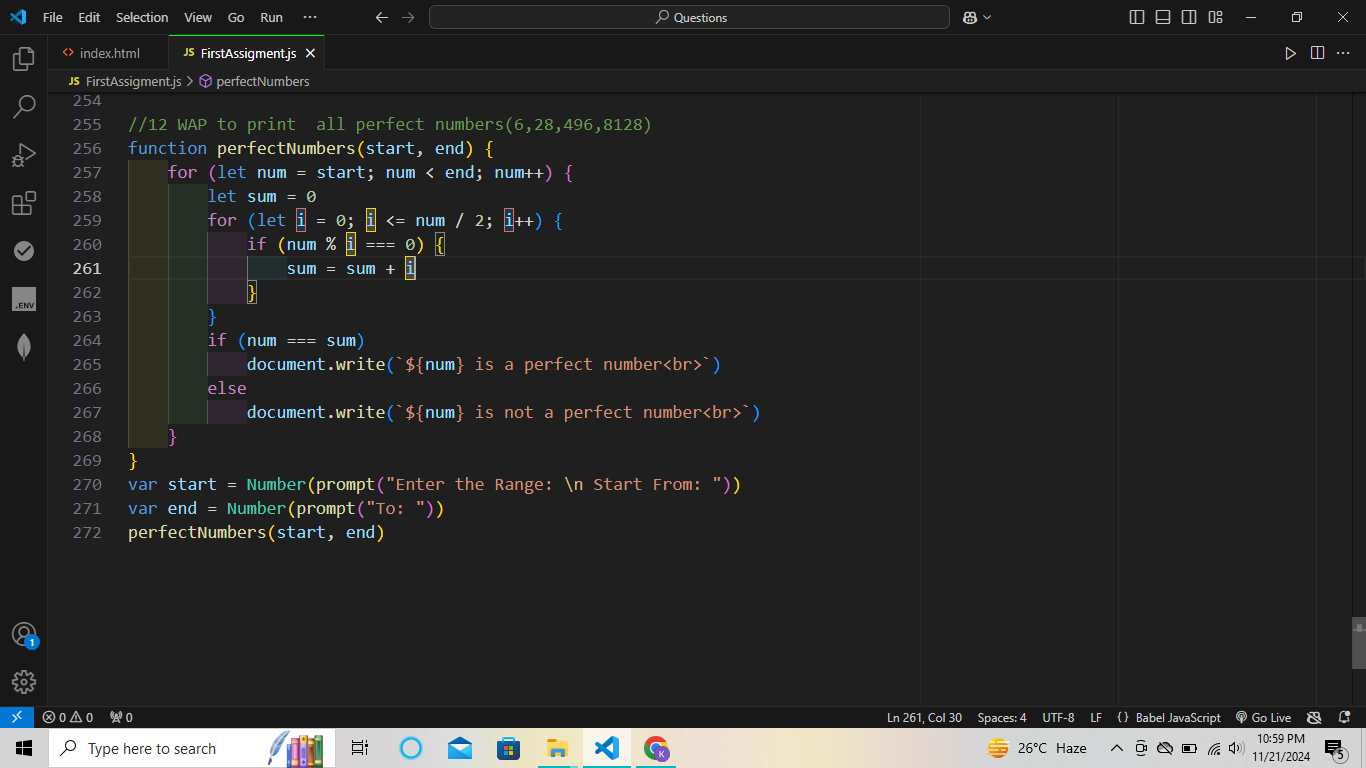 File Edit Selection View Go Run ··· Questions
<> index.html JS FirstAssigment.js
JS FirstAssigment.js > perfectNumbers
254
255 //12 WAP to print  all perfect numbers(6,28,496,8128)
256 function perfectNumbers(start, end) {
257     for (let num = start; num < end; num++) {
258         let sum = 0
259         for (let i = 0; i <= num / 2; i++) {
260             if (num % i === 0) {
261                 sum = sum + i
262             }
263         }
264         if (num === sum)
265             document.write(`${num} is a perfect number<br>`)
266         else
267             document.write(`${num} is not a perfect number<br>`)
268     }
269 }
270 var start = Number(prompt("Enter the Range: \n Start From: "))
271 var end = Number(prompt("To: "))
272 perfectNumbers(start, end)
.ENV
1
0 0 0 Ln 261, Col 30 Spaces: 4 UTF-8 LF {} Babel JavaScript Go Live
Type here to search K 26°C Haze 10:59 PM
11/21/2024 5